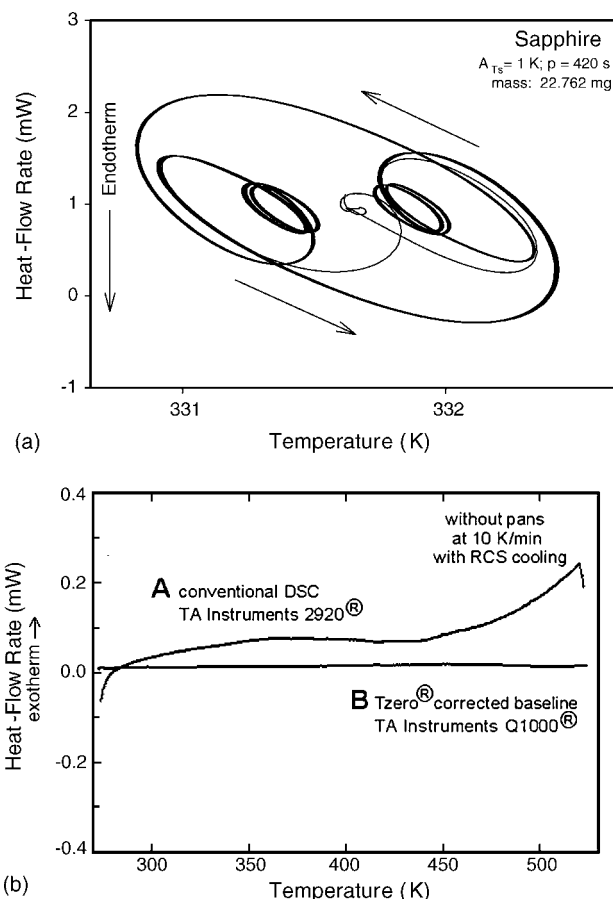 3
Sapphire
A Ts = 1 K; p = 420 s
mass: 22.762 mg
2
Endotherm
1
0
-1
Heat -Flow Rate (mW)
331
332
(a)
Temperature (K)
0.4
without pans
at 10 K/min
with RCS cooling
0.2
A conventional DSC
TA Instruments 2920®
0.0
B Tzero® corrected baseline
TA Instruments Q1000®
-0.2
-0.4
Heat -Flow Rate (mW)
exotherm →
300 350 400 450 500
(b)
Temperature (K)